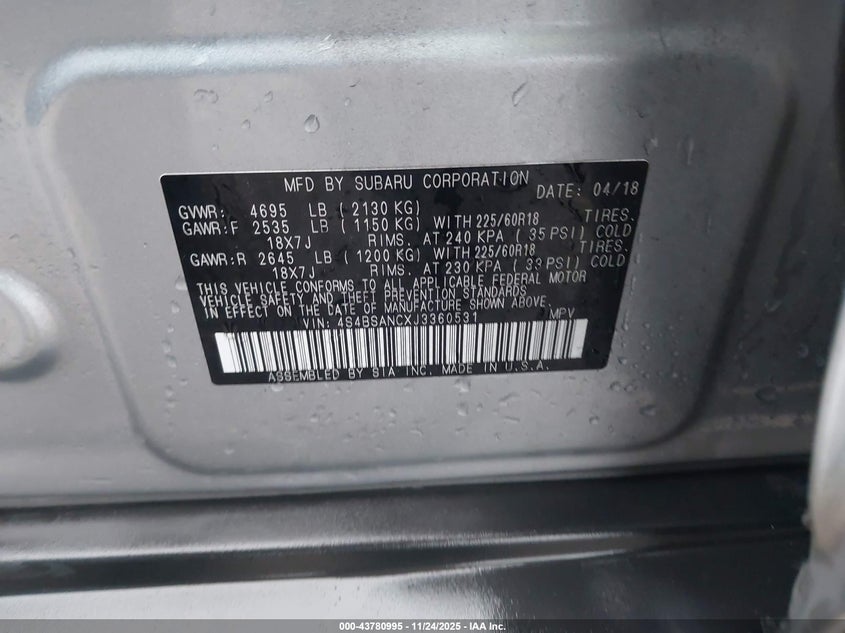 MFD BY SUBARU CORPORATION DATE: 04/18
GVWR: 4695 LB (2130 KG)
GAWR:F 2535 LB (1150 KG) WITH 225/60R18 TIRES.
18X7J RIMS. AT 240 KPA (35 PSI) COLD
GAWR:R 2645 LB (1200 KG) WITH 225/60R18 TIRES.
18X7J RIMS. AT 230 KPA (33 PSI) COLD
THIS VEHICLE CONFORMS TO ALL APPLICABLE FEDERAL MOTOR
VEHICLE SAFETY AND THEFT PREVENTION STANDARDS
IN EFFECT ON THE DATE OF MANUFACTURE SHOWN ABOVE.
VIN: 4S4BSANCXJ3360531 MPV
ASSEMBLED BY SIA INC. MADE IN U.S.A.
000-43780995 - 11/24/2025 - IAA Inc.